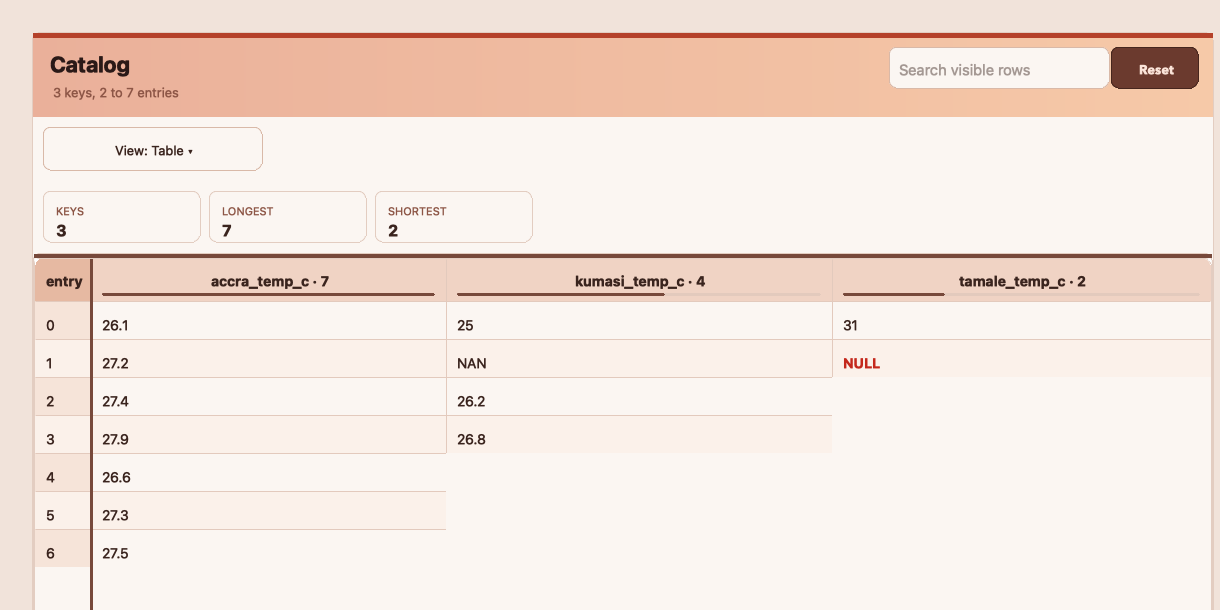 Catalog
3 keys, 2 to 7 entries
Search visible rows
Reset
View: Table ▾
KEYS
3
LONGEST
7
SHORTEST
2
entry accra_temp_c · 7 kumasi_temp_c · 4 tamale_temp_c · 2
0 26.1 25 31
1 27.2 NAN NULL
2 27.4 26.2
3 27.9 26.8
4 26.6
5 27.3
6 27.5